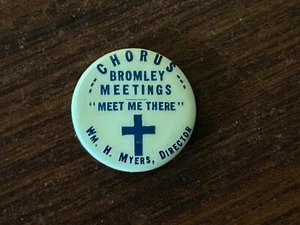 --- CHORUS ---
BROMLEY
MEETINGS
"MEET ME THERE"
WM. H. MYERS, DIRECTOR